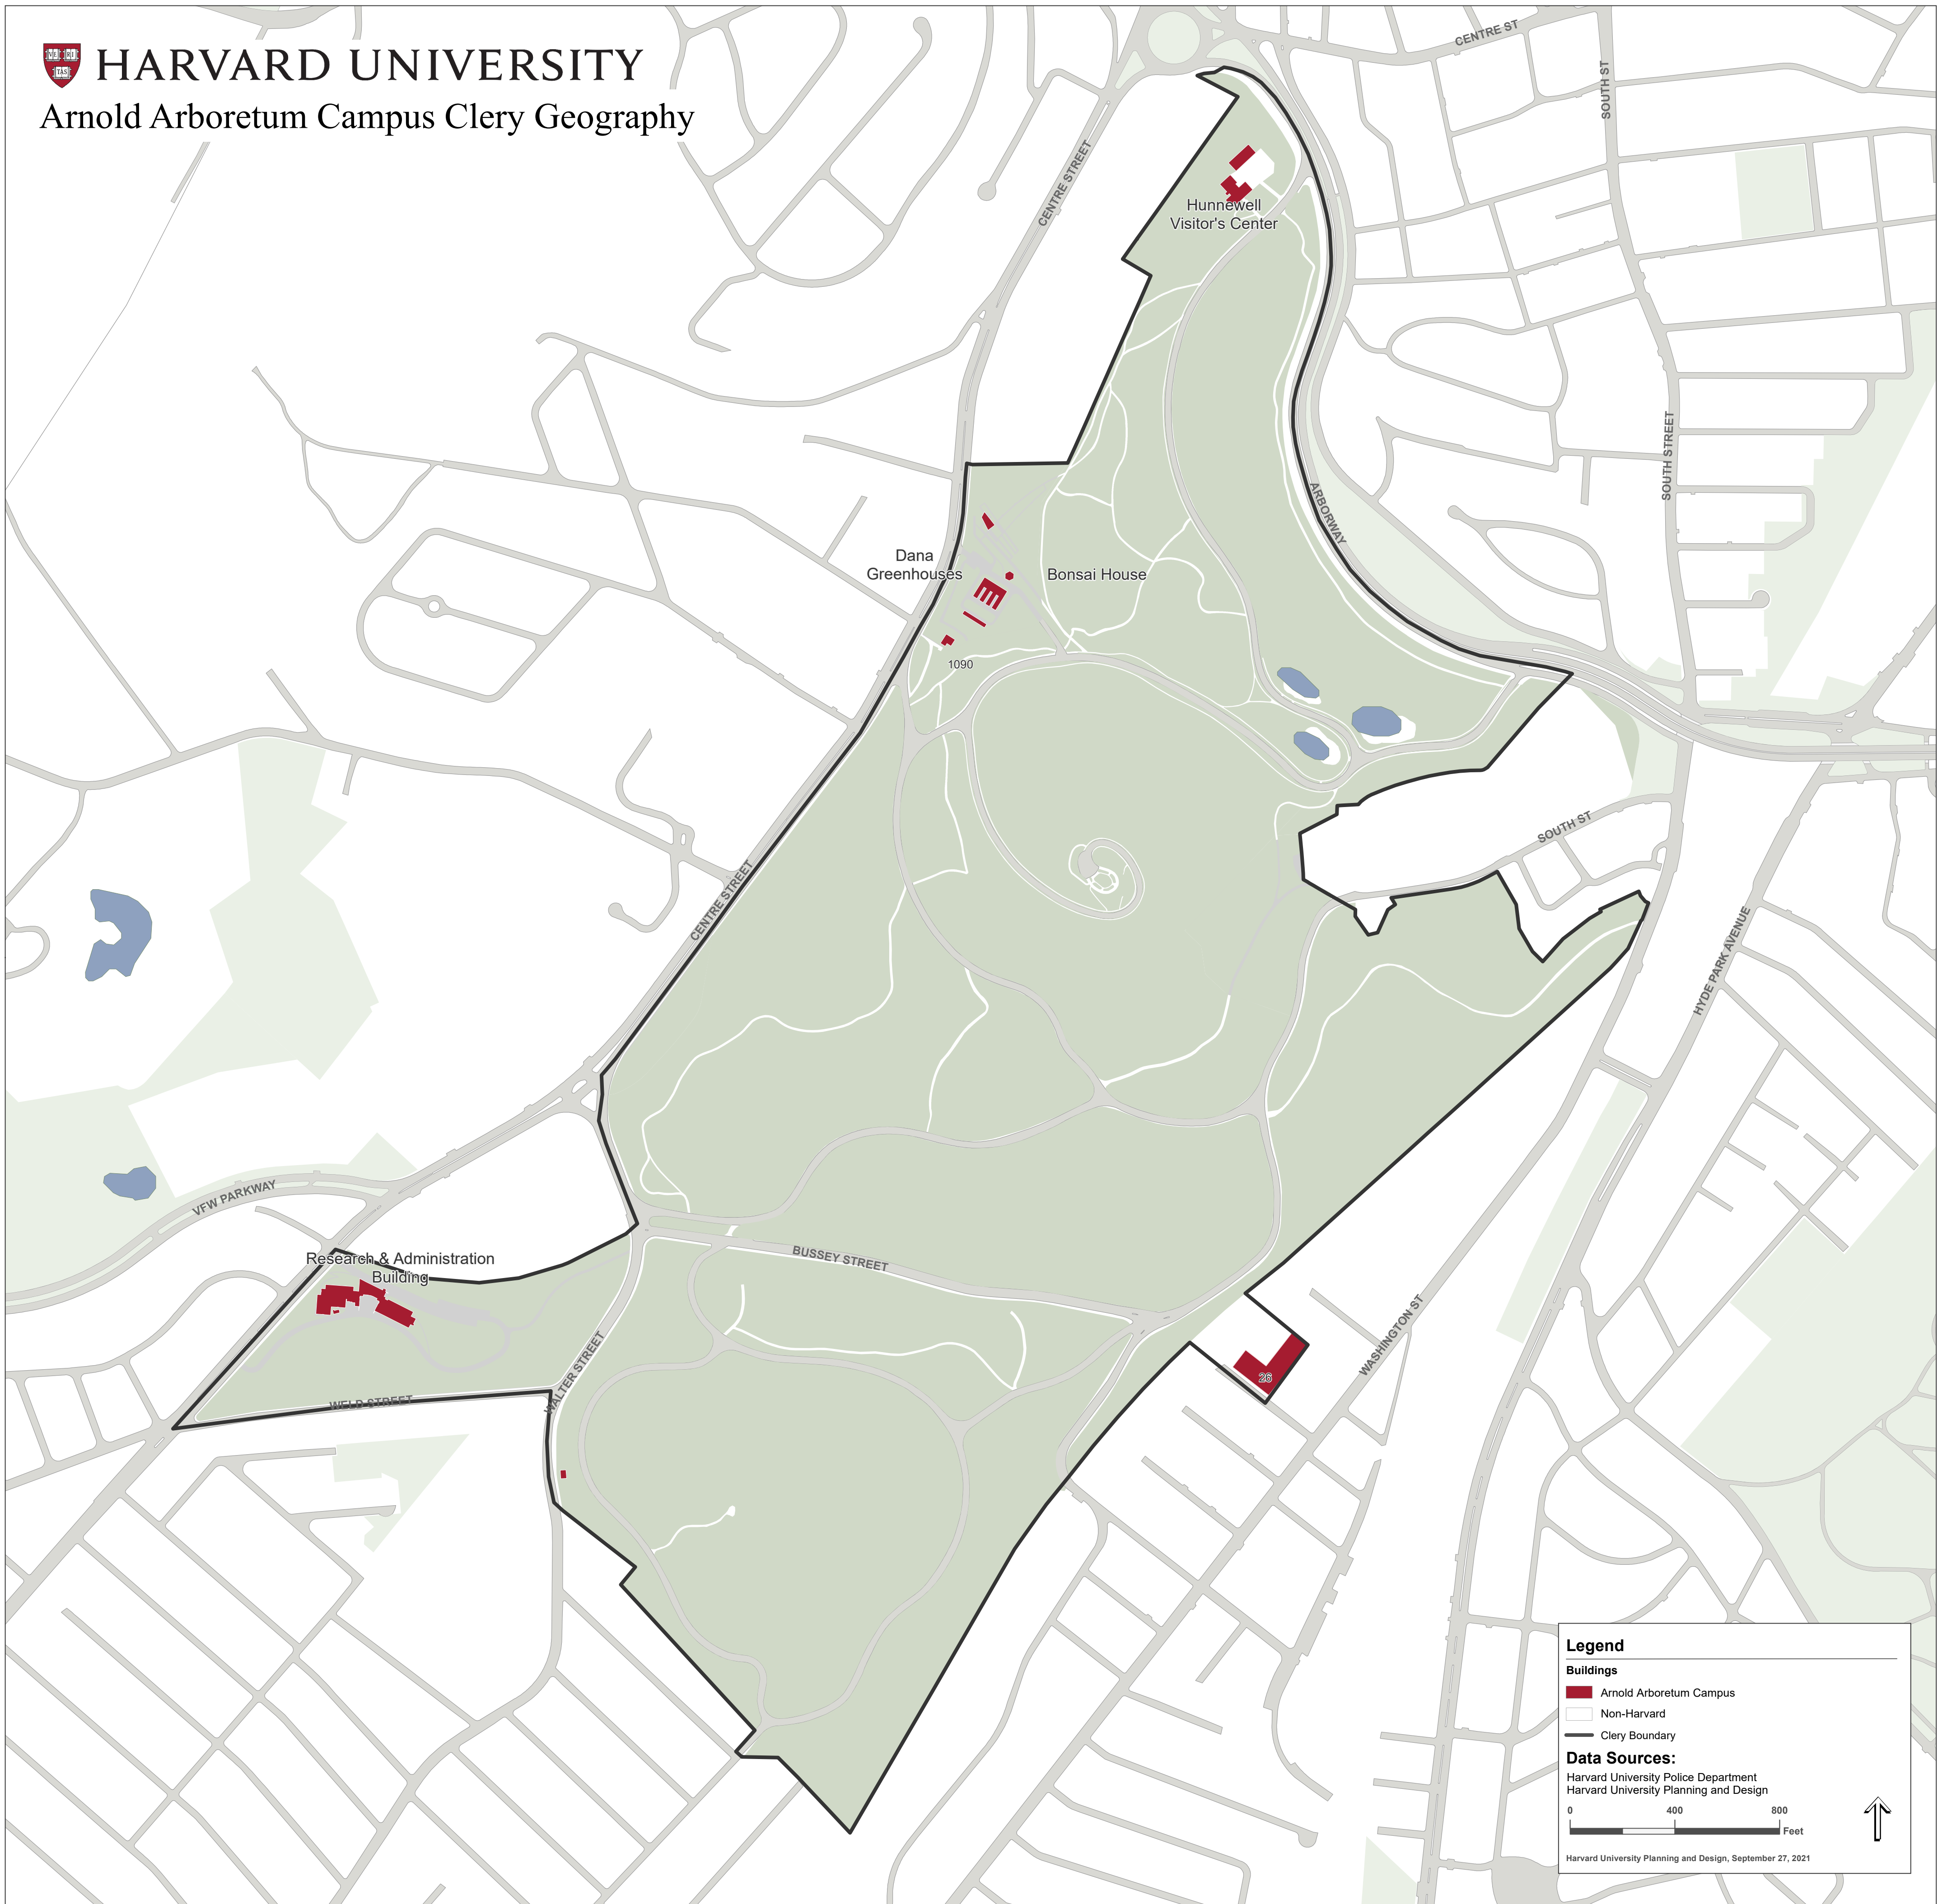 VE RI
TAS
HARVARD UNIVERSITY
Arnold Arboretum Campus Clery Geography
CENTRE ST
SOUTH ST
CENTRE STREET
Hunnewell
Visitor's Center
SOUTH STREET
ARBORWAY
Dana
Greenhouses
Bonsai House
1090
SOUTH ST
CENTRE STREET
HYDE PARK AVENUE
VFW PARKWAY
Research & Administration
Building
BUSSEY STREET
WASHINGTON ST
WALTER STREET
26
WELD STREET
Legend
Buildings
Arnold Arboretum Campus
Non-Harvard
Clery Boundary
Data Sources:
Harvard University Police Department
Harvard University Planning and Design
0 400 800
Feet
Harvard University Planning and Design, September 27, 2021